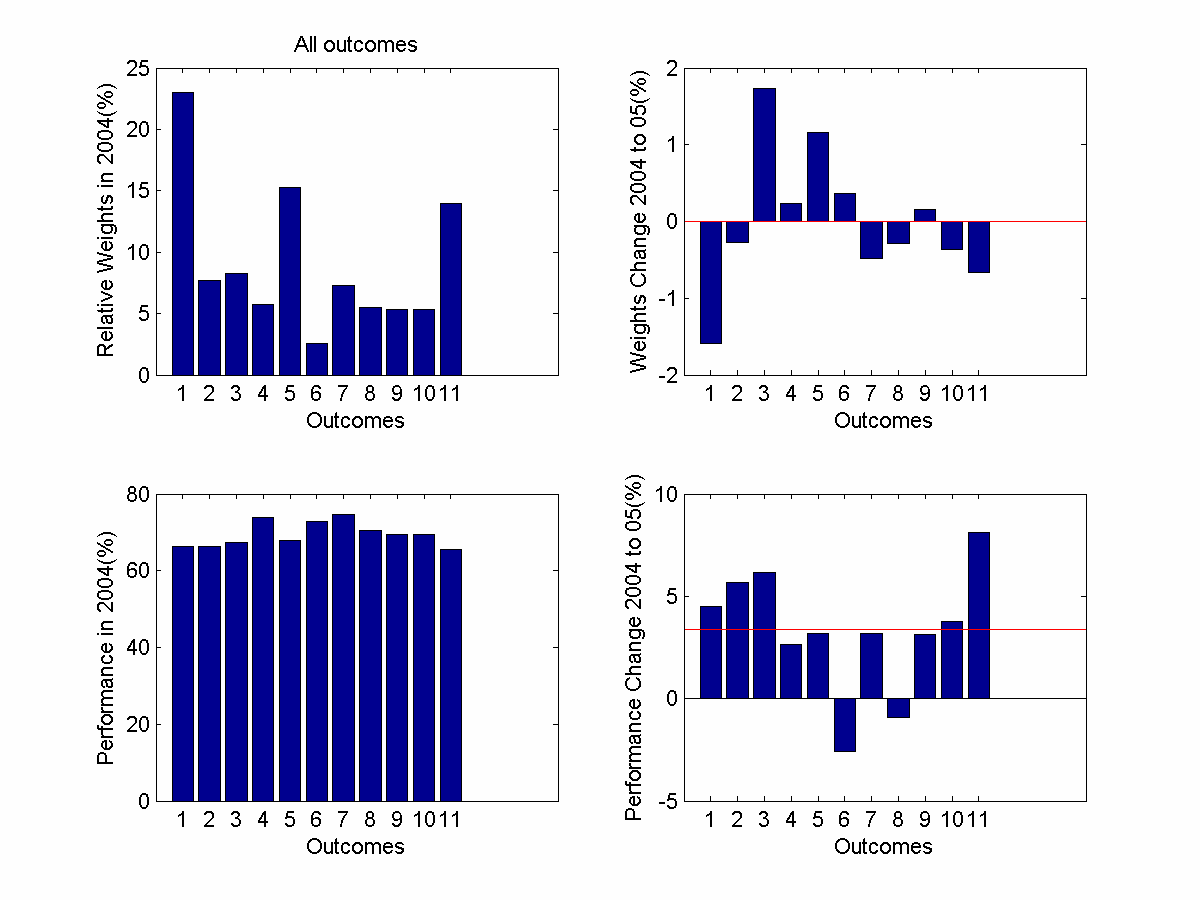 All outcomes
Relative Weights in 2004(%)
25
20
15
10
5
0
1 2 3 4 5 6 7 8 9 10 11
Outcomes
Weights Change 2004 to 05(%)
2
1
0
-1
-2
1 2 3 4 5 6 7 8 9 10 11
Outcomes
Performance in 2004(%)
80
60
40
20
0
1 2 3 4 5 6 7 8 9 10 11
Outcomes
Performance Change 2004 to 05(%)
10
5
0
-5
1 2 3 4 5 6 7 8 9 10 11
Outcomes